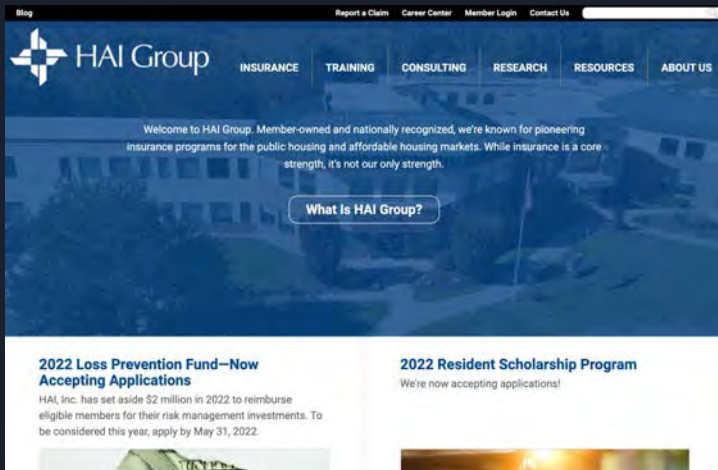 Blog
Report a Claim Career Center Member Login Contact Us
HAI Group
INSURANCE TRAINING CONSULTING RESEARCH RESOURCES ABOUT US
Welcome to HAI Group. Member-owned and nationally recognized, we're known for pioneering
insurance programs for the public housing and affordable housing markets. While insurance is a core
strength, it's not our only strength.
What Is HAI Group?
2022 Loss Prevention Fund—Now
Accepting Applications
HAI, Inc. has set aside $2 million in 2022 to reimburse
eligible members for their risk management investments. To
be considered this year, apply by May 31, 2022.
2022 Resident Scholarship Program
We're now accepting applications!